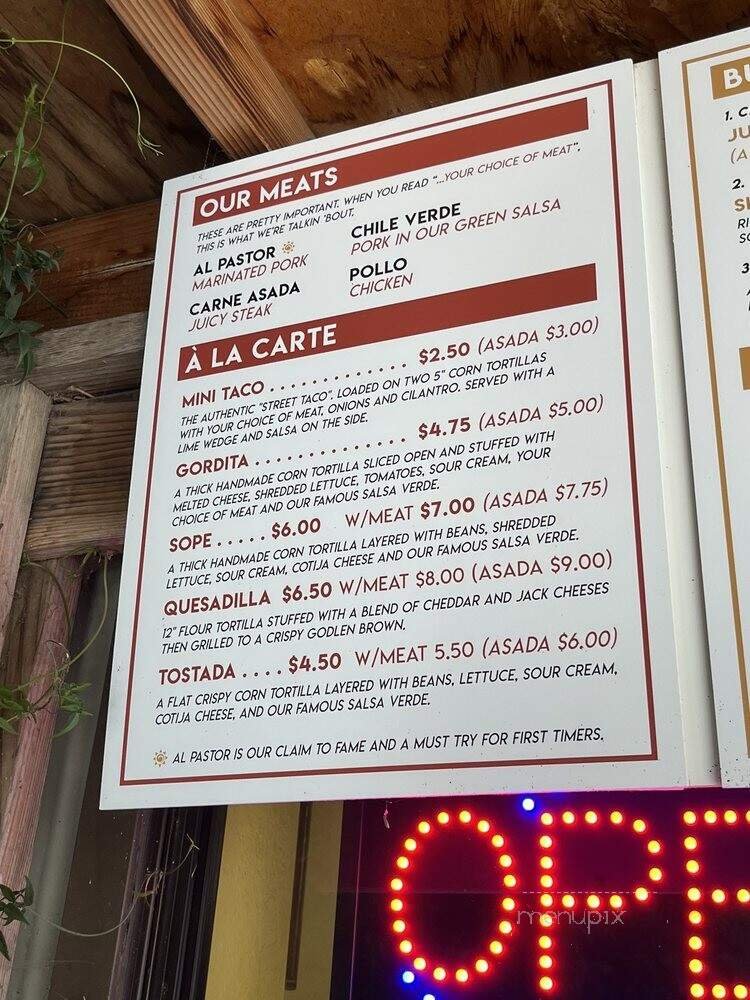 OUR MEATS
THESE ARE PRETTY IMPORTANT. WHEN YOU READ "...YOUR CHOICE OF MEAT",
THIS IS WHAT WE'RE TALKIN 'BOUT.
AL PASTOR
MARINATED PORK
CARNE ASADA
JUICY STEAK
CHILE VERDE
PORK IN OUR GREEN SALSA
POLLO
CHICKEN
À LA CARTE
MINI TACO . . . . . . . . . . . . . $2.50 (ASADA $3.00)
THE AUTHENTIC "STREET TACO". LOADED ON TWO 5" CORN TORTILLAS
WITH YOUR CHOICE OF MEAT, ONIONS AND CILANTRO. SERVED WITH A
LIME WEDGE AND SALSA ON THE SIDE.
GORDITA . . . . . . . . . . . . . . $4.75 (ASADA $5.00)
A THICK HANDMADE CORN TORTILLA SLICED OPEN AND STUFFED WITH
MELTED CHEESE, SHREDDED LETTUCE, TOMATOES, SOUR CREAM, YOUR
CHOICE OF MEAT AND OUR FAMOUS SALSA VERDE.
SOPE . . . . . $6.00 W/MEAT $7.00 (ASADA $7.75)
A THICK HANDMADE CORN TORTILLA LAYERED WITH BEANS, SHREDDED
LETTUCE, SOUR CREAM, COTIJA CHEESE AND OUR FAMOUS SALSA VERDE.
QUESADILLA $6.50 W/MEAT $8.00 (ASADA $9.00)
12" FLOUR TORTILLA STUFFED WITH A BLEND OF CHEDDAR AND JACK CHEESES
THEN GRILLED TO A CRISPY GODLEN BROWN.
TOSTADA . . . . $4.50 W/MEAT 5.50 (ASADA $6.00)
A FLAT CRISPY CORN TORTILLA LAYERED WITH BEANS, LETTUCE, SOUR CREAM,
COTIJA CHEESE, AND OUR FAMOUS SALSA VERDE.
AL PASTOR IS OUR CLAIM TO FAME AND A MUST TRY FOR FIRST TIMERS.
1.
2.
3
OPE
menupix